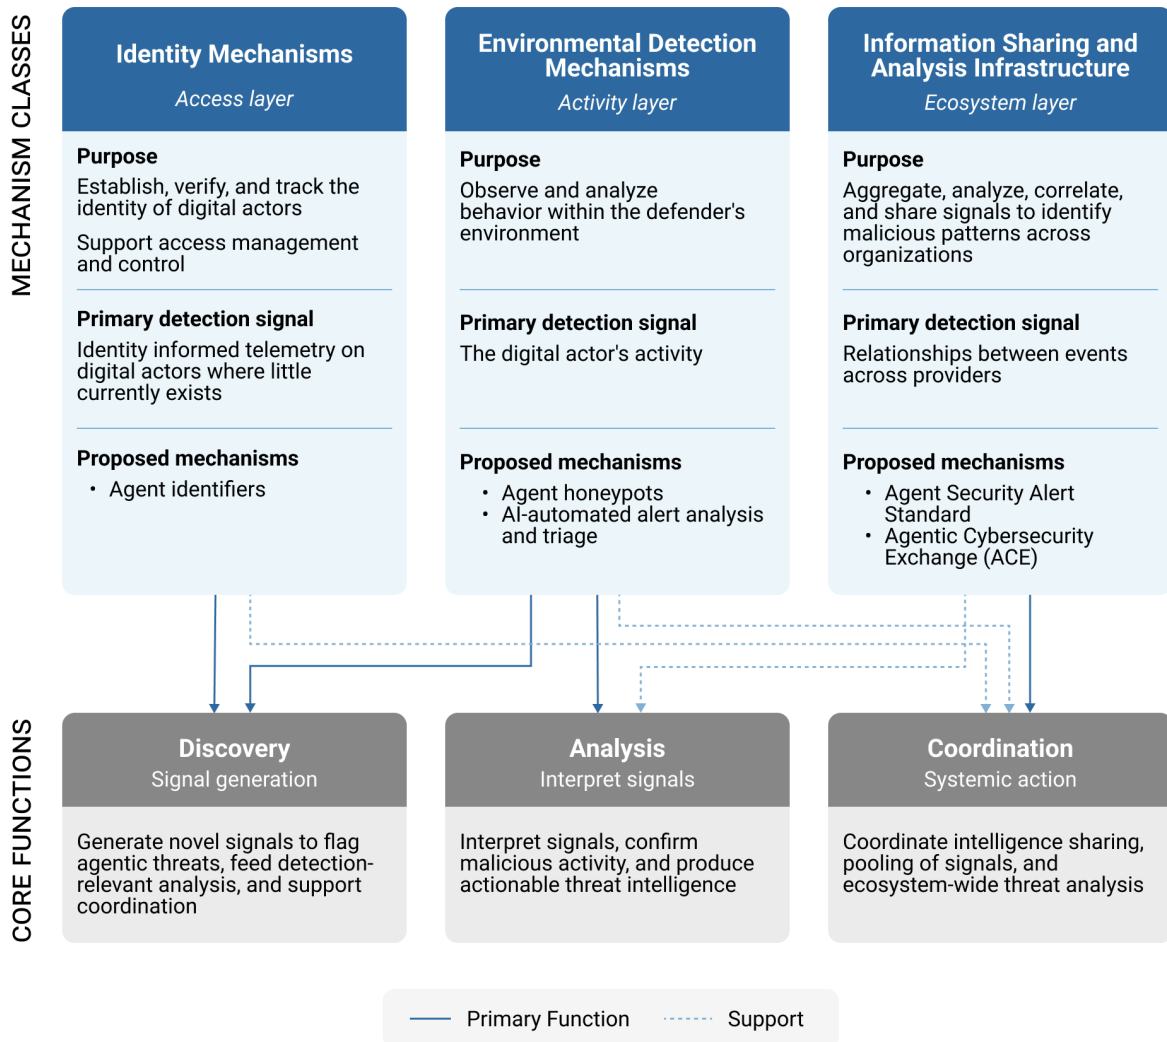 MECHANISM CLASSES
Identity Mechanisms
Access layer
Purpose
Establish, verify, and track the
identity of digital actors
Support access management
and control
Primary detection signal
Identity informed telemetry on
digital actors where little
currently exists
Proposed mechanisms
• Agent identifiers
Environmental Detection
Mechanisms
Activity layer
Purpose
Observe and analyze
behavior within the defender's
environment
Primary detection signal
The digital actor's activity
Proposed mechanisms
• Agent honeypots
• AI-automated alert analysis
and triage
Information Sharing and
Analysis Infrastructure
Ecosystem layer
Purpose
Aggregate, analyze, correlate,
and share signals to identify
malicious patterns across
organizations
Primary detection signal
Relationships between events
across providers
Proposed mechanisms
• Agent Security Alert
Standard
• Agentic Cybersecurity
Exchange (ACE)
CORE FUNCTIONS
Discovery
Signal generation
Generate novel signals to flag
agentic threats, feed detection-
relevant analysis, and support
coordination
Analysis
Interpret signals
Interpret signals, confirm
malicious activity, and produce
actionable threat intelligence
Coordination
Systemic action
Coordinate intelligence sharing,
pooling of signals, and
ecosystem-wide threat analysis
Primary Function
Support